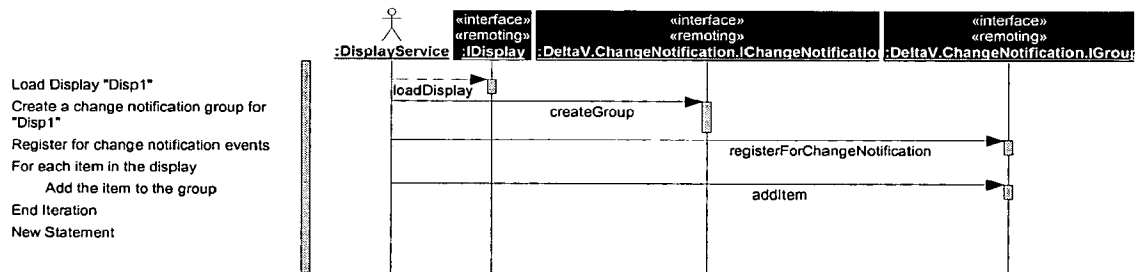 «interface»
«remoting»
:DisplayService
:IDisplay
«interface»
«remoting»
:DeltaV.ChangeNotification.IChangeNotification
«interface»
«remoting»
:DeltaV.ChangeNotification.IGroup
Load Display "Disp1"
Create a change notification group for
"Disp1"
Register for change notification events
For each item in the display
Add the item to the group
End Iteration
New Statement
loadDisplay
createGroup
registerForChangeNotification
addItem